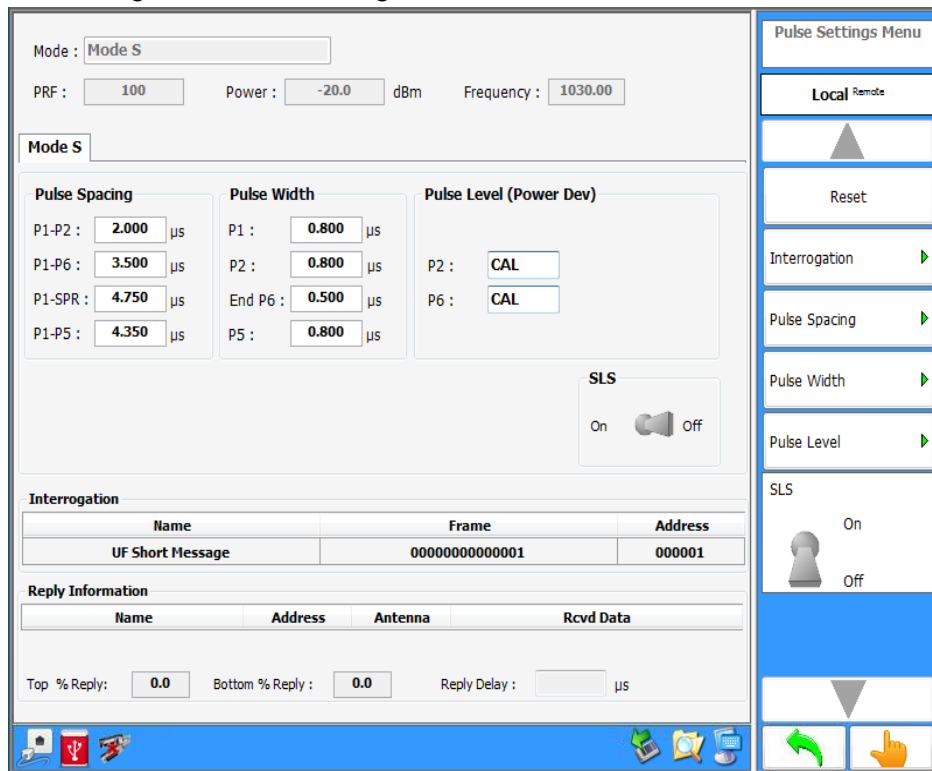 Mode : Mode S
PRF : 100 Power : -20.0 dBm Frequency : 1030.00
Mode S
Pulse Spacing
P1-P2 : 2.000 µs
P1-P6 : 3.500 µs
P1-SPR : 4.750 µs
P1-P5 : 4.350 µs
Pulse Width
P1 : 0.800 µs
P2 : 0.800 µs
End P6 : 0.500 µs
P5 : 0.800 µs
Pulse Level (Power Dev)
P2 : CAL
P6 : CAL
SLS
On Off
Interrogation
Name Frame Address
UF Short Message 00000000000001 000001
Reply Information
Name Address Antenna Rcvd Data
Top % Reply: 0.0 Bottom % Reply : 0.0 Reply Delay : µs
Pulse Settings Menu
Local Remote
Reset
Interrogation
Pulse Spacing
Pulse Width
Pulse Level
SLS
On
Off